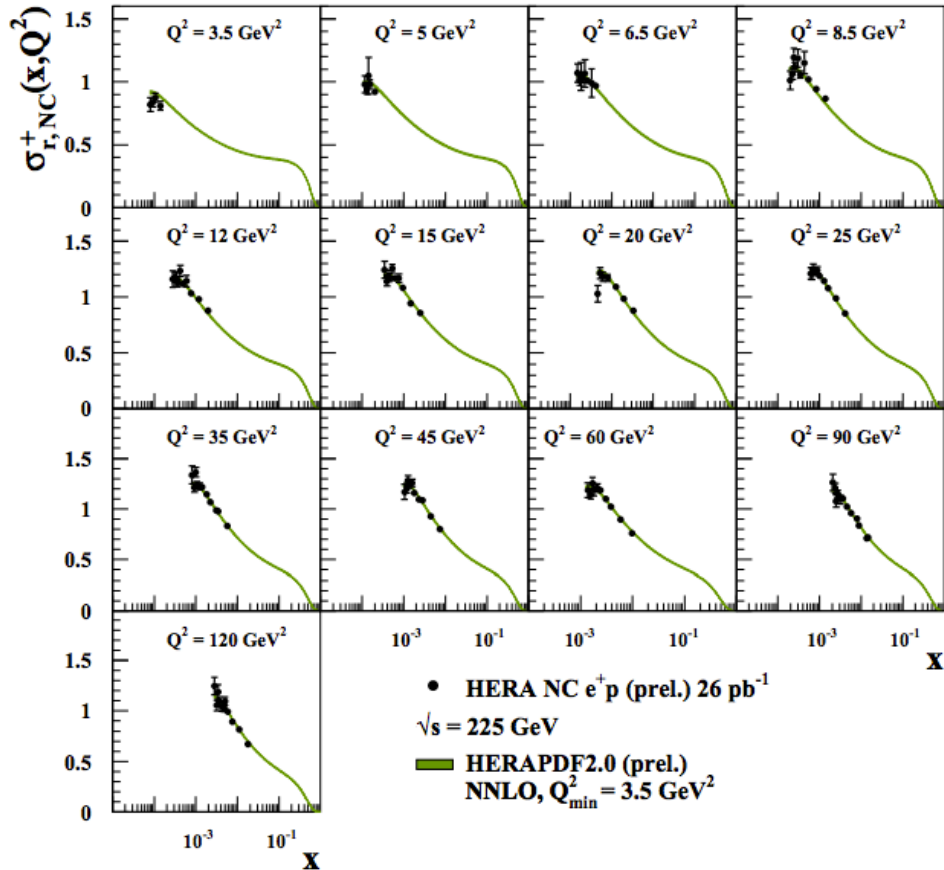 σ⁺r, NC(x,Q²)
1.5
1
0.5
0
Q² = 3.5 GeV²
Q² = 5 GeV²
Q² = 6.5 GeV²
Q² = 8.5 GeV²
1.5
1
0.5
0
Q² = 12 GeV²
Q² = 15 GeV²
Q² = 20 GeV²
Q² = 25 GeV²
1.5
1
0.5
0
Q² = 35 GeV²
Q² = 45 GeV²
Q² = 60 GeV²
Q² = 90 GeV²
10⁻³ 10⁻¹
10⁻³ 10⁻¹
10⁻³ 10⁻¹
x
1.5
1
0.5
0
Q² = 120 GeV²
10⁻³ 10⁻¹
x
HERA NC e⁺p (prel.) 26 pb⁻¹
√s = 225 GeV
HERAPDF2.0 (prel.)
NNLO, Q²min = 3.5 GeV²